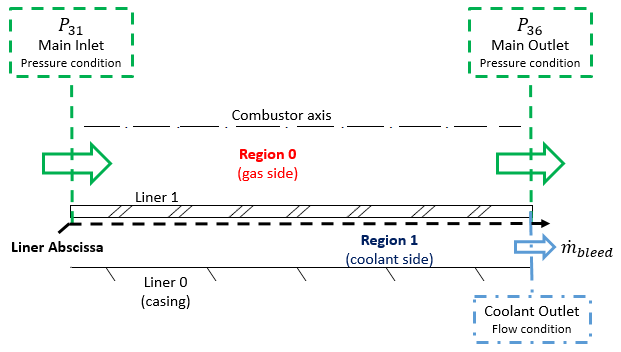 P₃₁
Main Inlet
Pressure condition
P₃₆
Main Outlet
Pressure condition
Combustor axis
Region 0
(gas side)
Liner 1
Liner Abscissa
Region 1
(coolant side)
ṁ_bleed
Liner 0
(casing)
Coolant Outlet
Flow condition